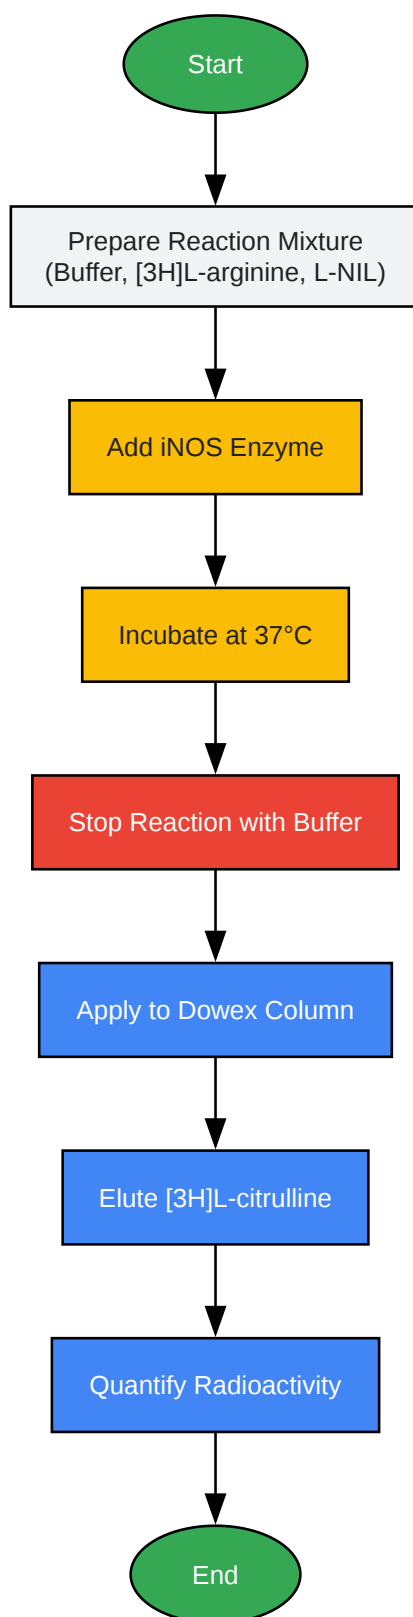 Start
Prepare Reaction Mixture
(Buffer, [3H]L-arginine, L-NIL)
Add iNOS Enzyme
Incubate at 37°C
Stop Reaction with Buffer
Apply to Dowex Column
Elute [3H]L-citrulline
Quantify Radioactivity
End